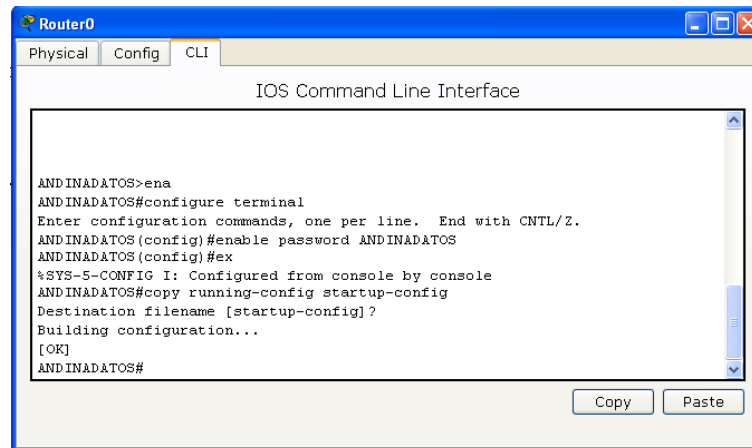 Router0
Physical Config CLI
IOS Command Line Interface
ANDINADATOS>ena
ANDINADATOS#configure terminal
Enter configuration commands, one per line.  End with CNTL/Z.
ANDINADATOS(config)#enable password ANDINADATOS
ANDINADATOS(config)#ex
%SYS-5-CONFIG I: Configured from console by console
ANDINADATOS#copy running-config startup-config
Destination filename [startup-config]?
Building configuration...
[OK]
ANDINADATOS#
Copy Paste